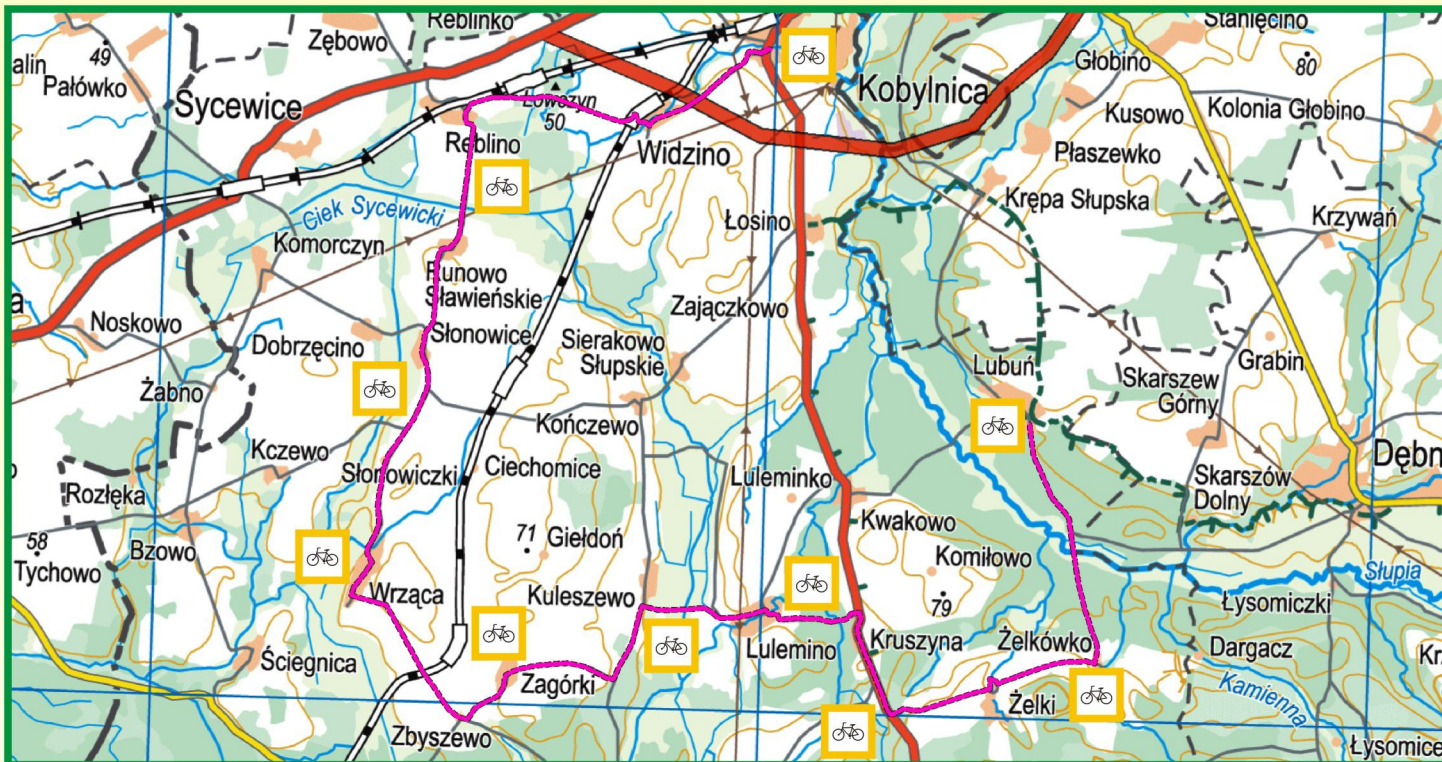 Reblinko
Stanięcino
Zębowo
49
alin
Pałówko
Głobino
80
Sycewice
Łowczyn
50
Kobylnica
Kusowo
Kolonia Głobino
Reblino
Widzino
Płaszewko
Krępa Słupska
Ciek Sycewicki
Łosino
Krzywań
Komorczyn
Runowo
Sławieńskie
a
Noskowo
Zajączkowo
Dobrzęcino
Słonowice
Sierakowo
Słupskie
Lubuń
Grabin
Skarszew
Górny
Żabno
Kończewo
Kczewo
Słonowiczki
Ciechomice
Luleminko
Skarszów
Dolny
Dębn
Rozłęka
71
Giełdoń
Kwakowo
Bzowo
58
Tychowo
Komiłowo
Słupia
Wrząca
Kuleszewo
79
Łysomiczki
Ściegnica
Lulemino
Kruszyna
Żelkówko
Dargacz
Kr
Zagórki
Żelki
Kamienna
Zbyszewo
Łysomice